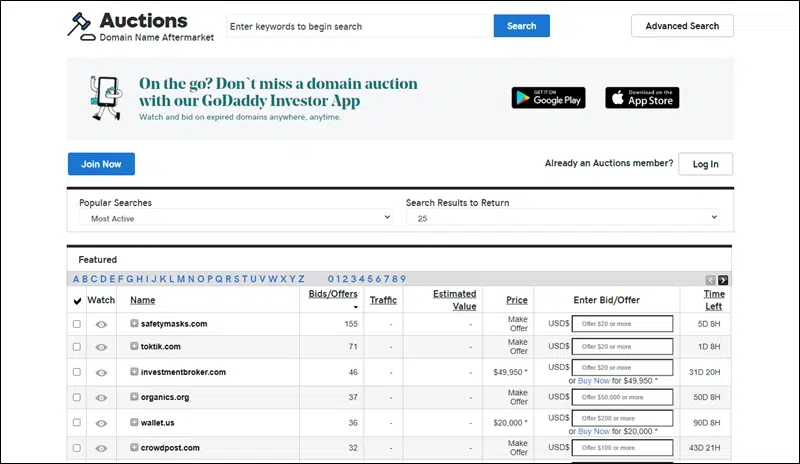 Auctions
Domain Name Aftermarket
Enter keywords to begin search
Search
Advanced Search
On the go? Don`t miss a domain auction
with our GoDaddy Investor App
Watch and bid on expired domains anywhere, anytime.
GET IT ON
Google Play
Download on the
App Store
Join Now
Already an Auctions member?
Log In
Popular Searches
Search Results to Return
Most Active
25
Featured
A B C D E F G H I J K L M N O P Q R S T U V W X Y Z 0 1 2 3 4 5 6 7 8 9
Watch Name Bids/Offers Traffic Estimated Value Price Enter Bid/Offer Time Left
safetymasks.com 155 - - Make Offer USD$ Offer $20 or more 5D 8H
toktik.com 71 - - Make Offer USD$ Offer $20 or more 1D 8H
investmentbroker.com 46 - - $49,950 * USD$ Offer $20 or more 31D 20H
or Buy Now for $49,950 *
organics.org 37 - - Make Offer USD$ Offer $50,000 or more 50D 8H
wallet.us 36 - - $20,000 * USD$ Offer $200 or more 90D 8H
or Buy Now for $20,000 *
crowdpost.com 32 - - Make Offer USD$ Offer $100 or more 43D 21H